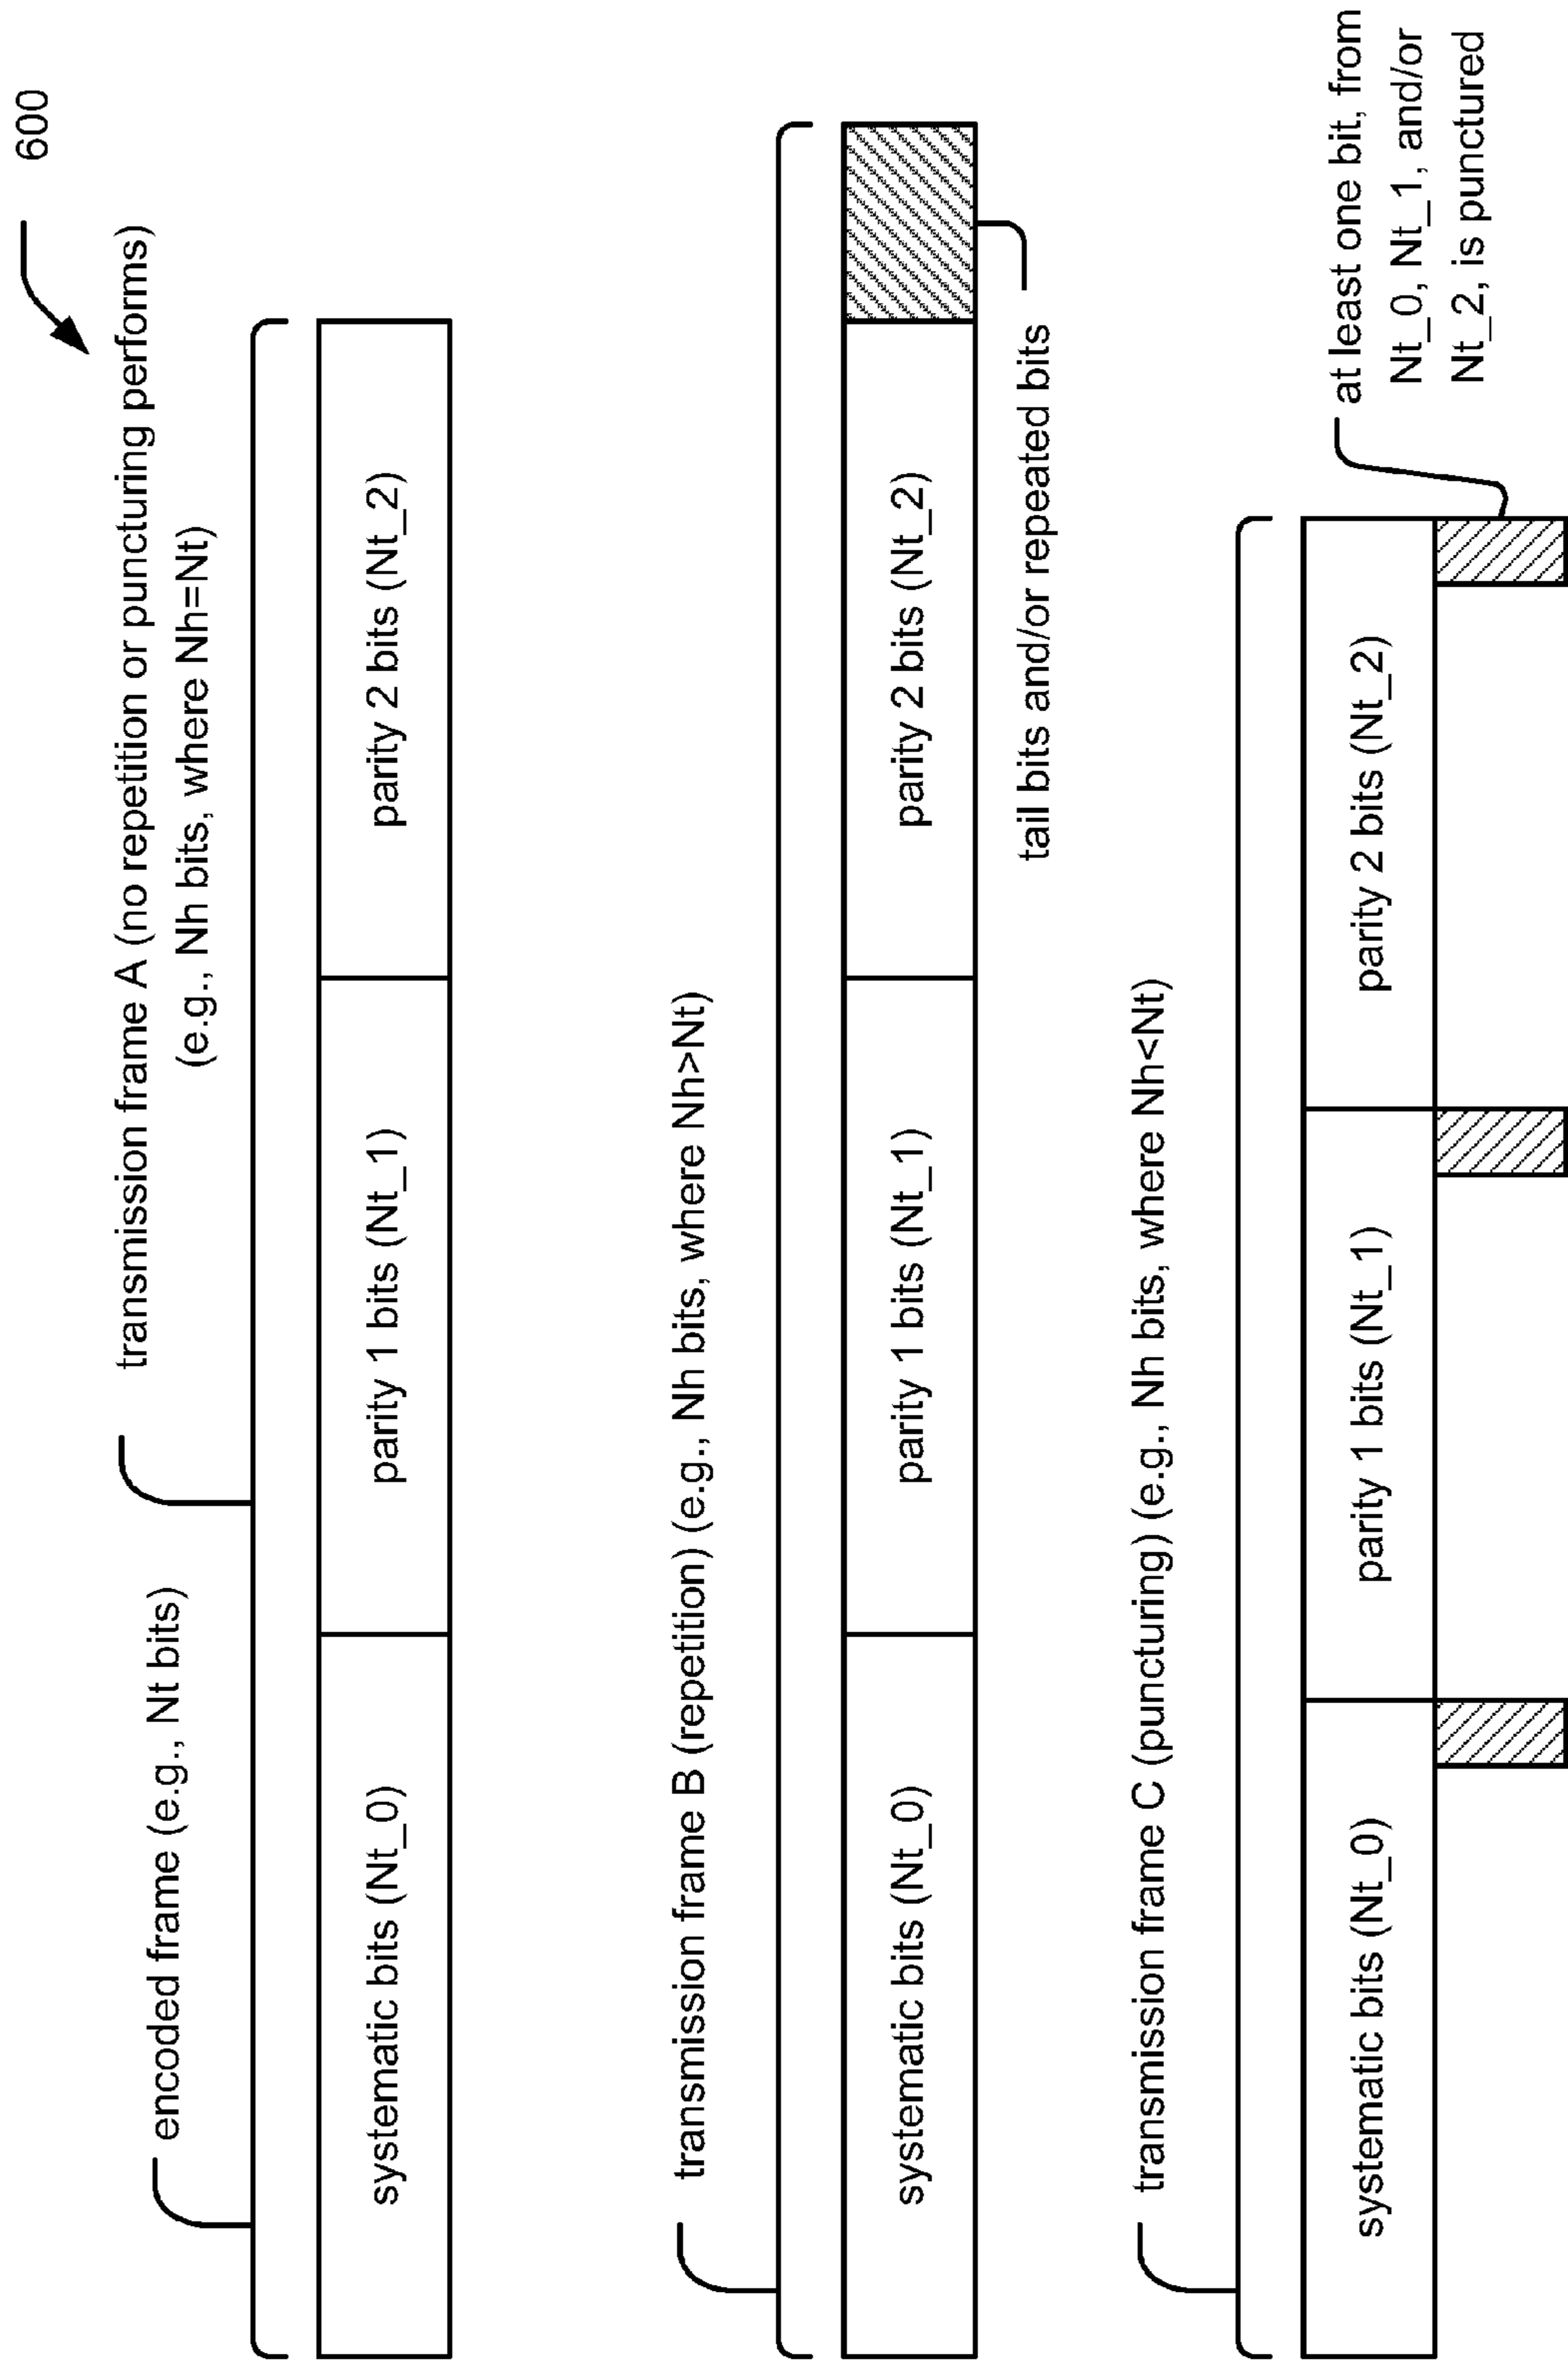 600
encoded frame (e.g., Nt bits)
transmission frame A (no repetition or puncturing performs)
(e.g., Nh bits, where Nh=Nt)
systematic bits (Nt_0)
parity 1 bits (Nt_1)
parity 2 bits (Nt_2)
transmission frame B (repetition) (e.g., Nh bits, where Nh>Nt)
systematic bits (Nt_0)
parity 1 bits (Nt_1)
parity 2 bits (Nt_2)
tail bits and/or repeated bits
transmission frame C (puncturing) (e.g., Nh bits, where Nh<Nt)
systematic bits (Nt_0)
parity 1 bits (Nt_1)
parity 2 bits (Nt_2)
at least one bit, from
Nt_0, Nt_1, and/or
Nt_2, is punctured